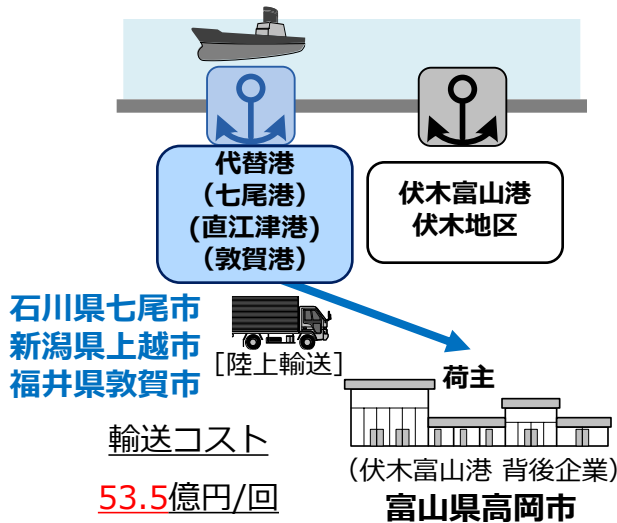 代替港
（七尾港）
(直江津港)
（敦賀港）
伏木富山港
伏木地区
石川県七尾市
新潟県上越市
福井県敦賀市
［陸上輸送］
荷主
（伏木富山港 背後企業）
富山県高岡市
輸送コスト
53.5億円/回